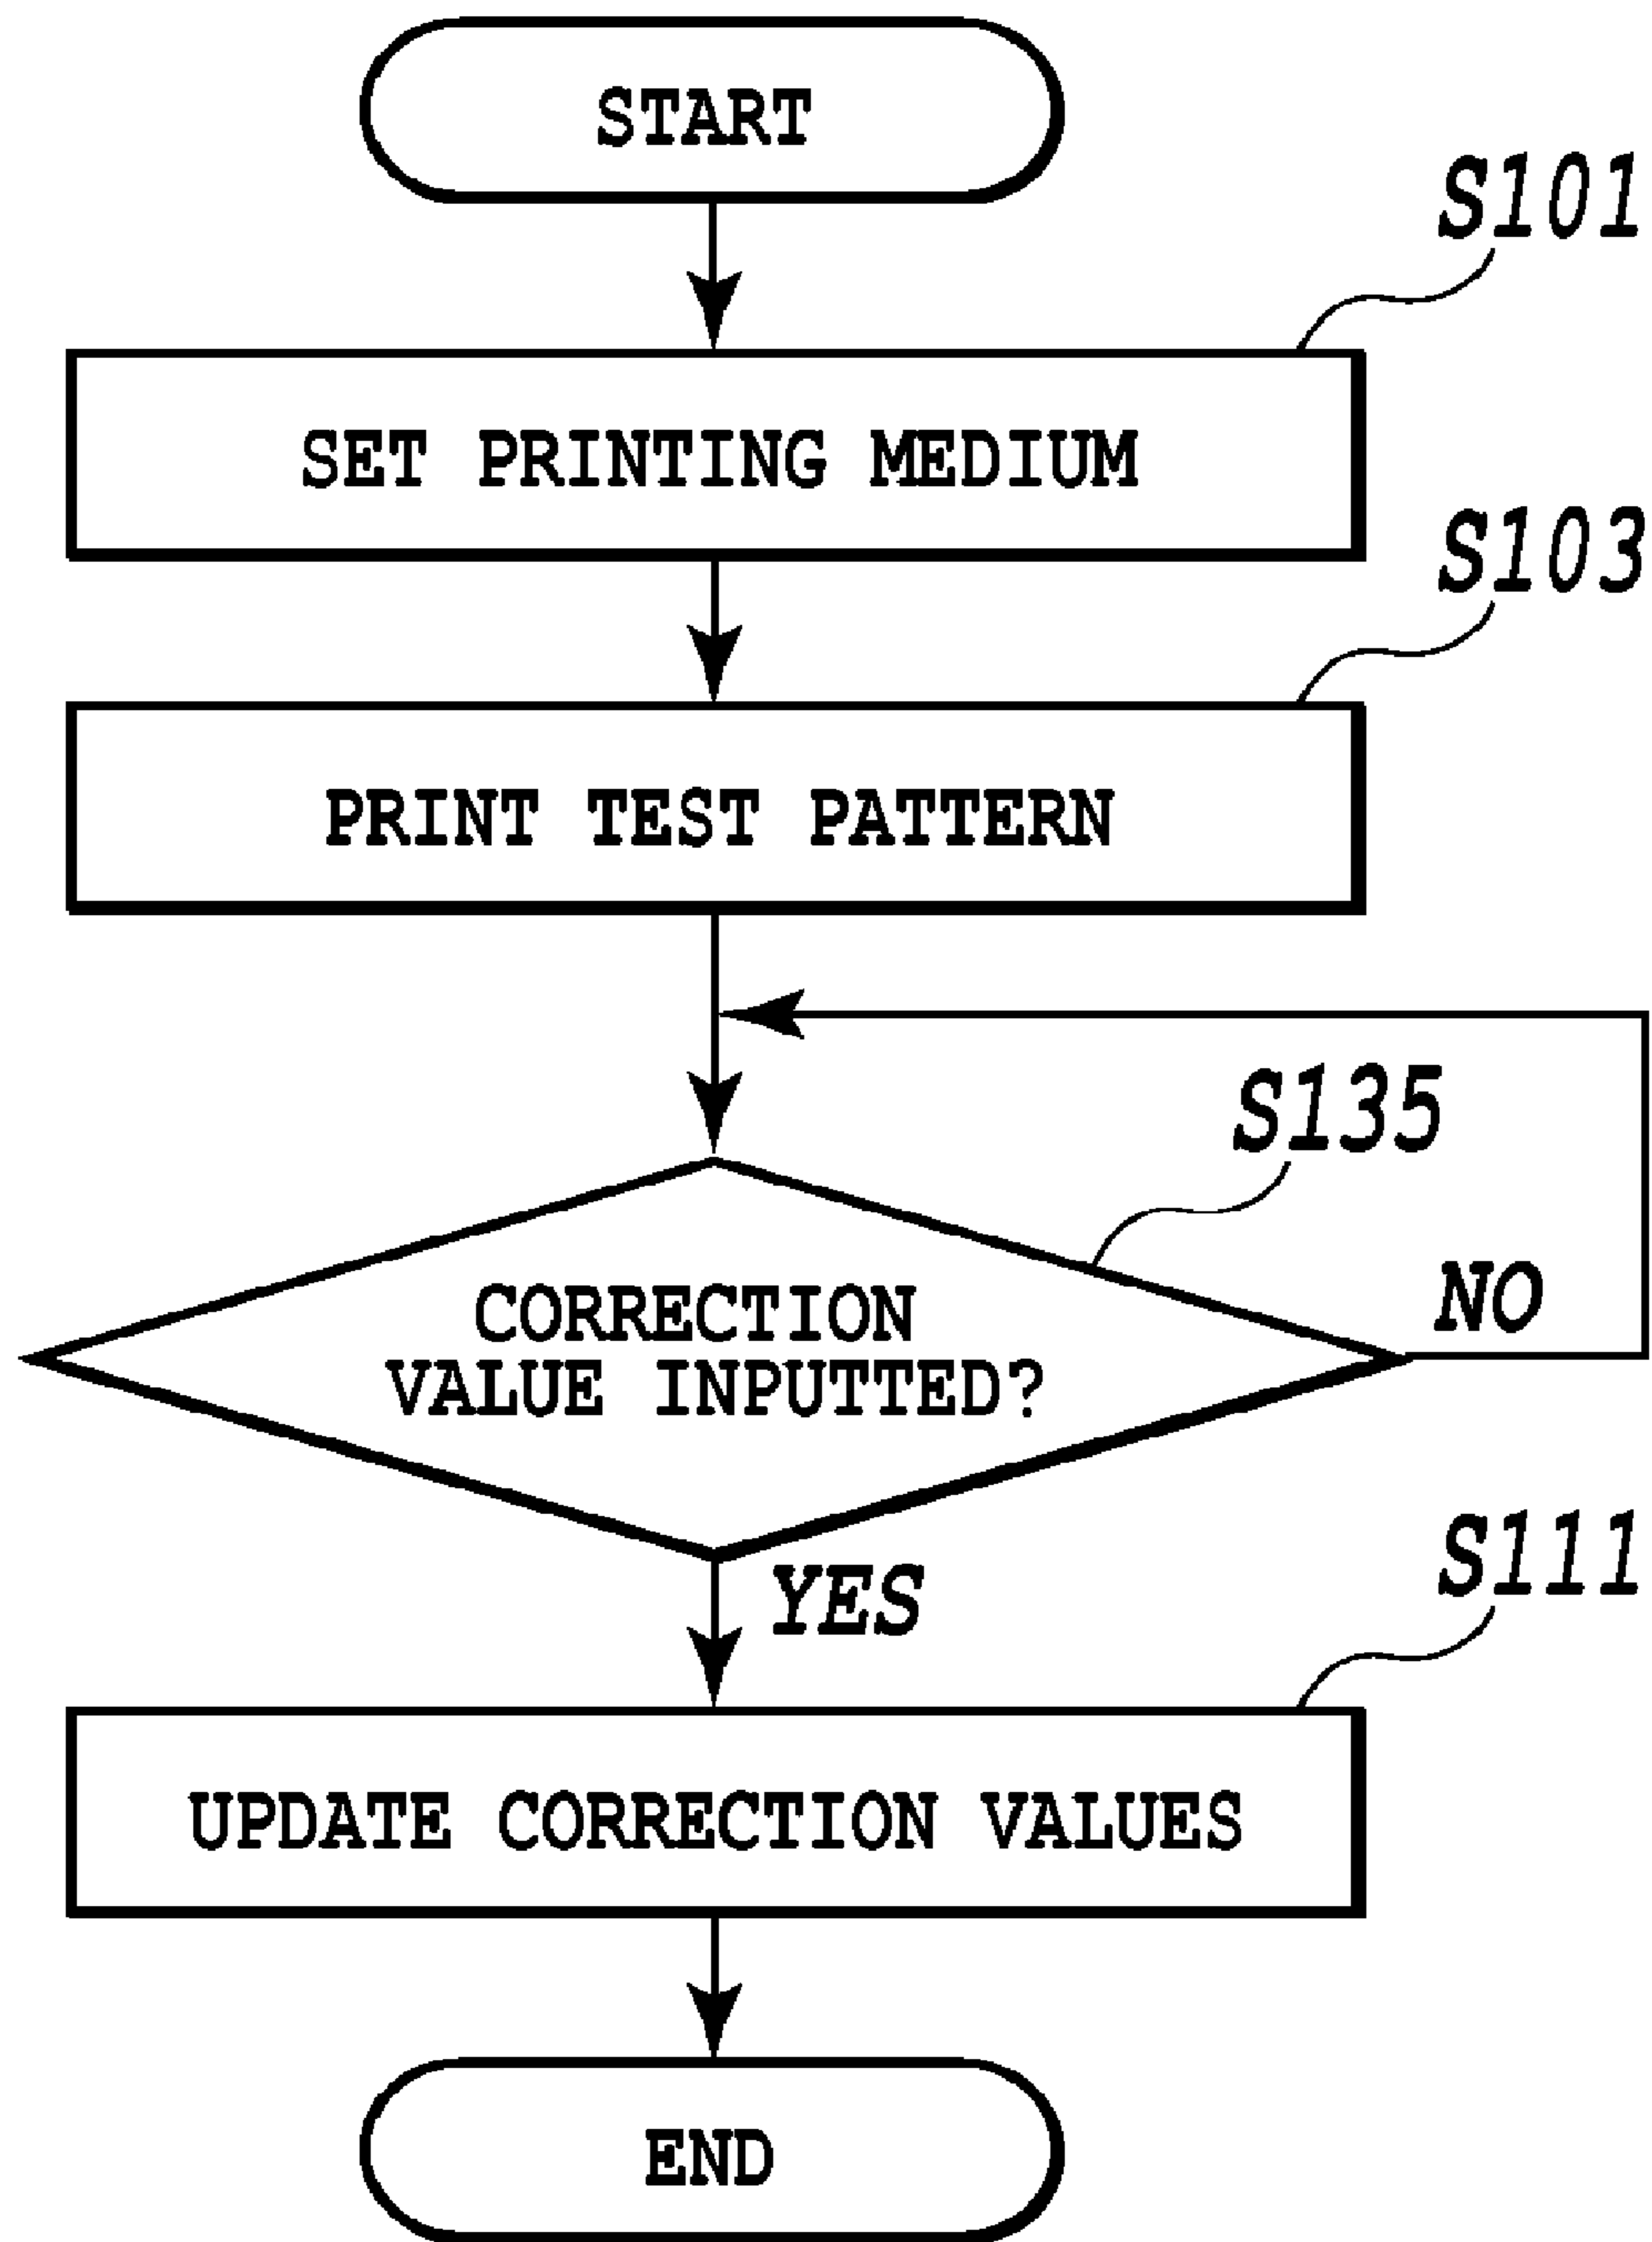 START
S101
SET PRINTING MEDIUM
S103
PRINT TEST PATTERN
S135
CORRECTION
VALUE INPUTTED?
NO
YES
S111
UPDATE CORRECTION VALUES
END